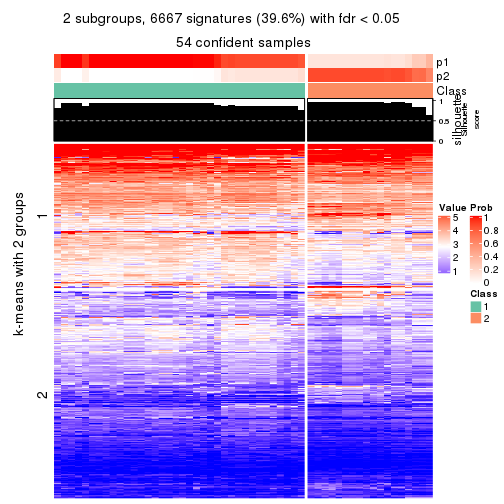 2 subgroups, 6667 signatures (39.6%) with fdr < 0.05
54 confident samples
p1
p2
Class
1
0.5
0
silhouette
Silhouette
score
k-means with 2 groups
1
2
Value Prob
5 1
4 0.8
3 0.6
2 0.4
1 0.2
0
Class
1
2